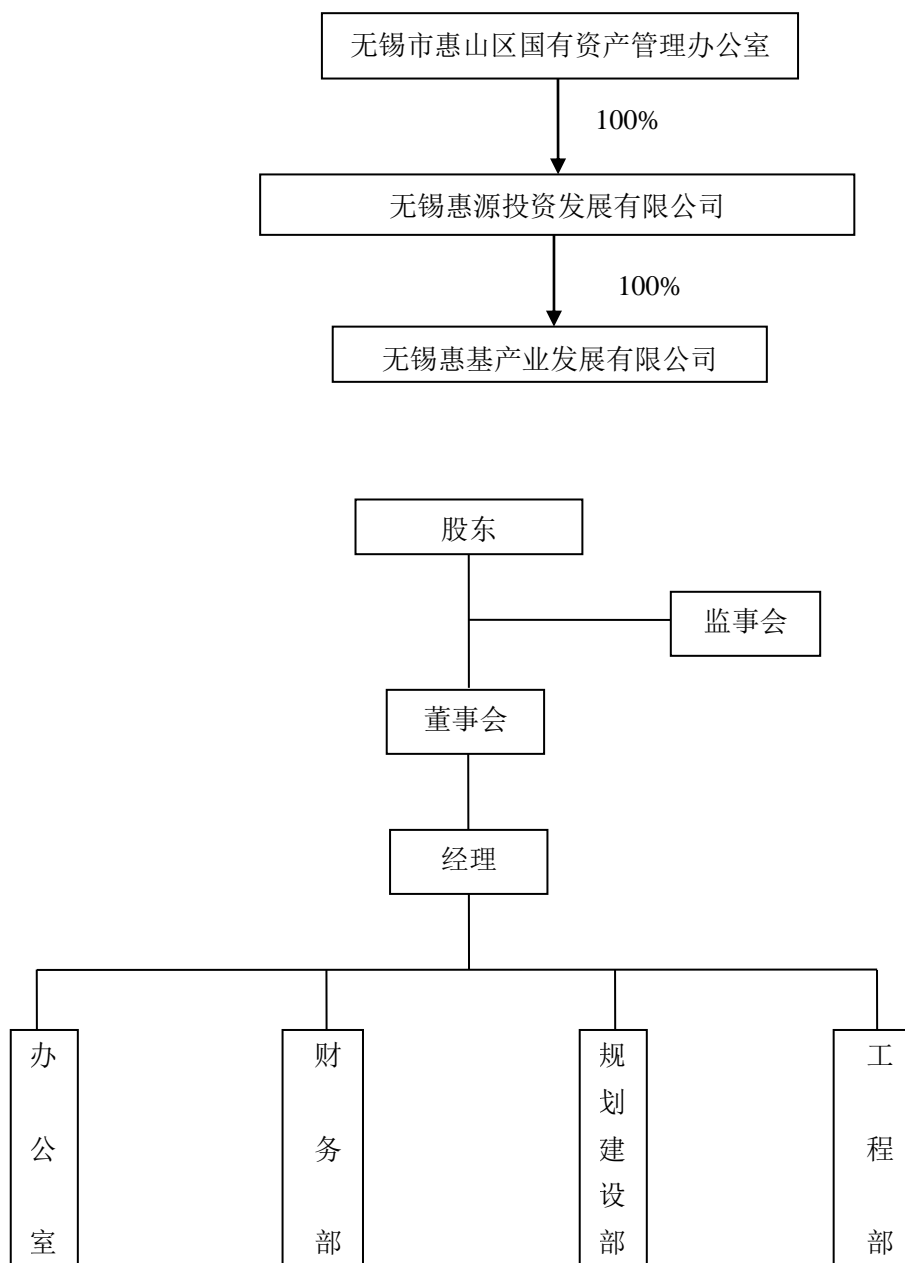 无锡市惠山区国有资产管理办公室
100%
无锡惠源投资发展有限公司
100%
无锡惠基产业发展有限公司
股东
监事会
董事会
经理
办公室
财务部
规划建设部
工程部